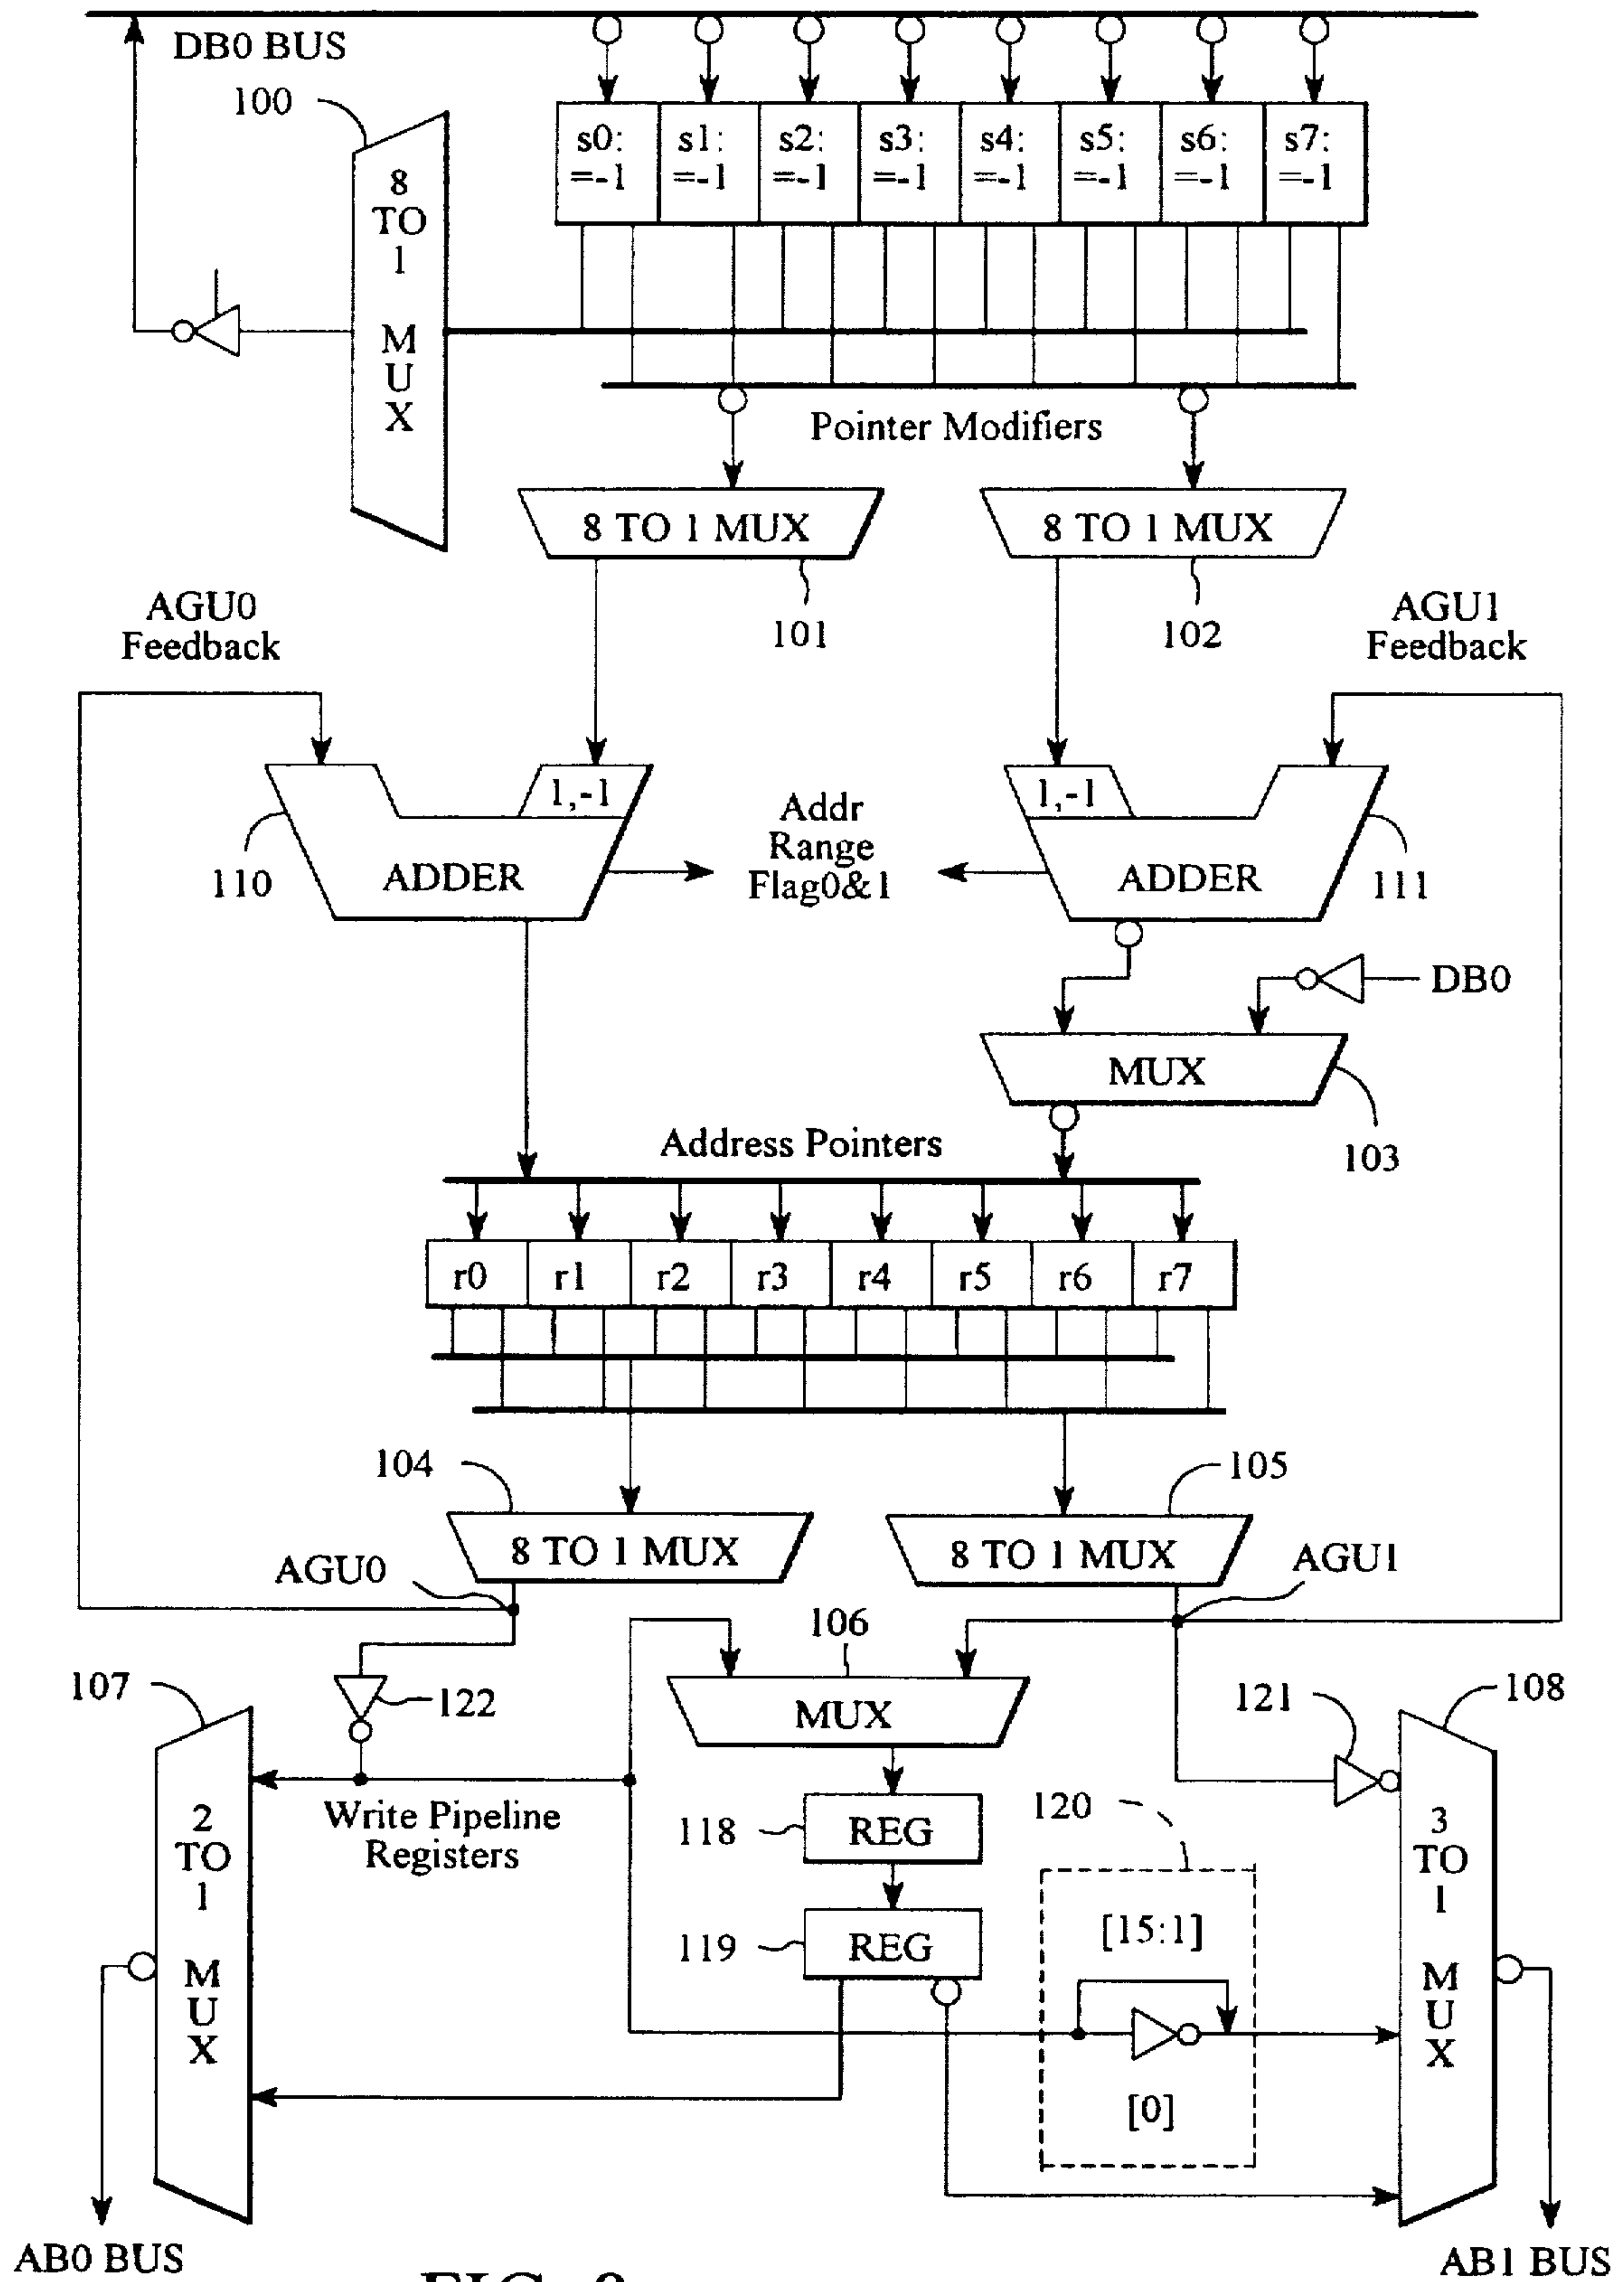 DB0 BUS
100
s0:
=-1
s1:
=-1
s2:
=-1
s3:
=-1
s4:
=-1
s5:
=-1
s6:
=-1
s7:
=-1
8
TO
1
M
U
X
Pointer Modifiers
8 TO 1 MUX
8 TO 1 MUX
101
102
AGU0
Feedback
AGU1
Feedback
1,-1
1,-1
Addr
Range
Flag0&1
110
ADDER
ADDER
111
DB0
MUX
103
Address Pointers
r0
r1
r2
r3
r4
r5
r6
r7
104
105
8 TO 1 MUX
8 TO 1 MUX
AGU0
AGU1
106
107
122
MUX
121
108
Write Pipeline
Registers
2
TO
1
M
U
X
118
REG
120
3
TO
1
M
U
X
119
REG
[15:1]
[0]
AB0 BUS
AB1 BUS